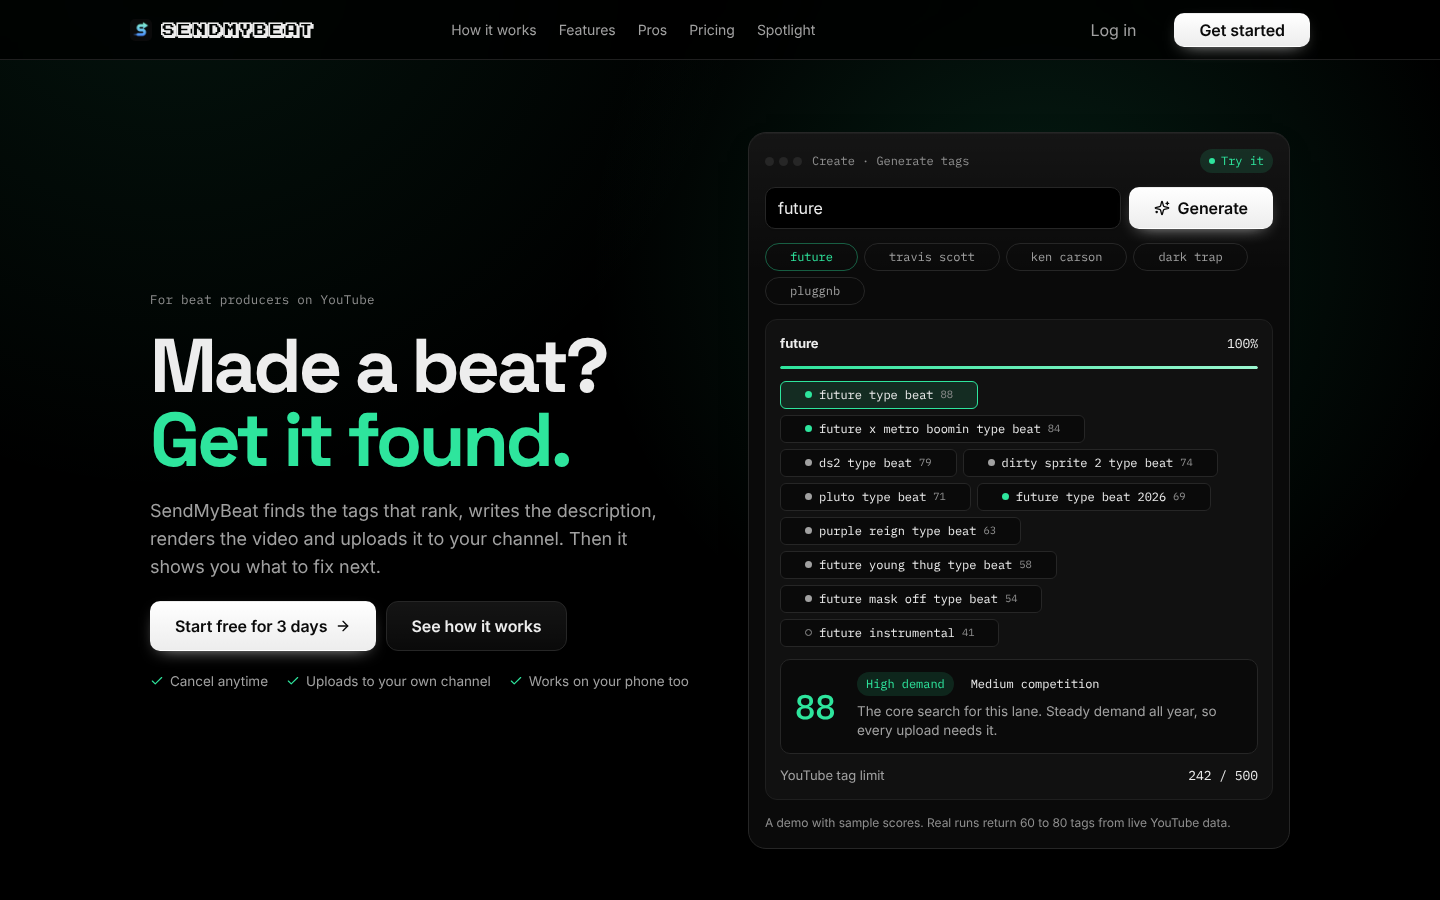 SENDMYBEAT
How it works
Features
Pros
Pricing
Spotlight
Log in
Get started
For beat producers on YouTube
Made a beat?
Get it found.
SendMyBeat finds the tags that rank, writes the description,
renders the video and uploads it to your channel. Then it
shows you what to fix next.
Start free for 3 days →
See how it works
Cancel anytime
Uploads to your own channel
Works on your phone too
Create · Generate tags
Try it
future
Generate
future
travis scott
ken carson
dark trap
pluggnb
future 100%
future type beat 88
future x metro boomin type beat 84
ds2 type beat 79
dirty sprite 2 type beat 74
pluto type beat 71
future type beat 2026 69
purple reign type beat 63
future young thug type beat 58
future mask off type beat 54
future instrumental 41
88
High demand
Medium competition
The core search for this lane. Steady demand all year, so
every upload needs it.
YouTube tag limit 242 / 500
A demo with sample scores. Real runs return 60 to 80 tags from live YouTube data.